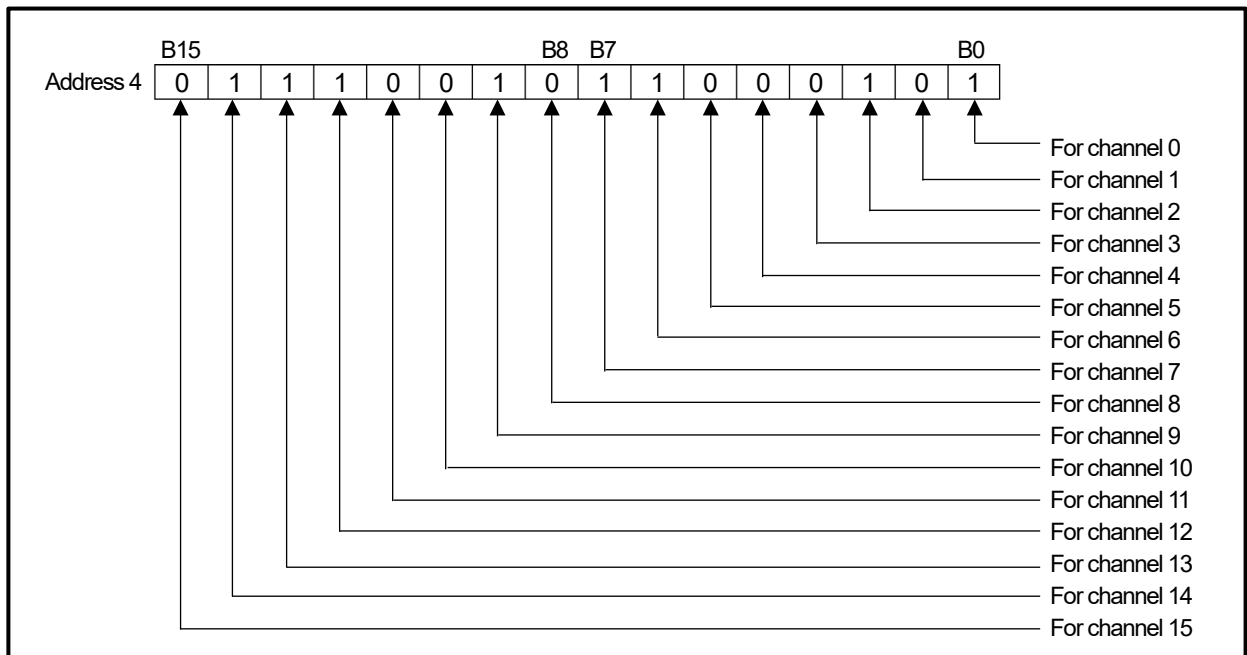 B15 B8 B7 B0
Address 4 0 1 1 1 0 0 1 0 1 1 0 0 0 1 0 1
For channel 0
For channel 1
For channel 2
For channel 3
For channel 4
For channel 5
For channel 6
For channel 7
For channel 8
For channel 9
For channel 10
For channel 11
For channel 12
For channel 13
For channel 14
For channel 15